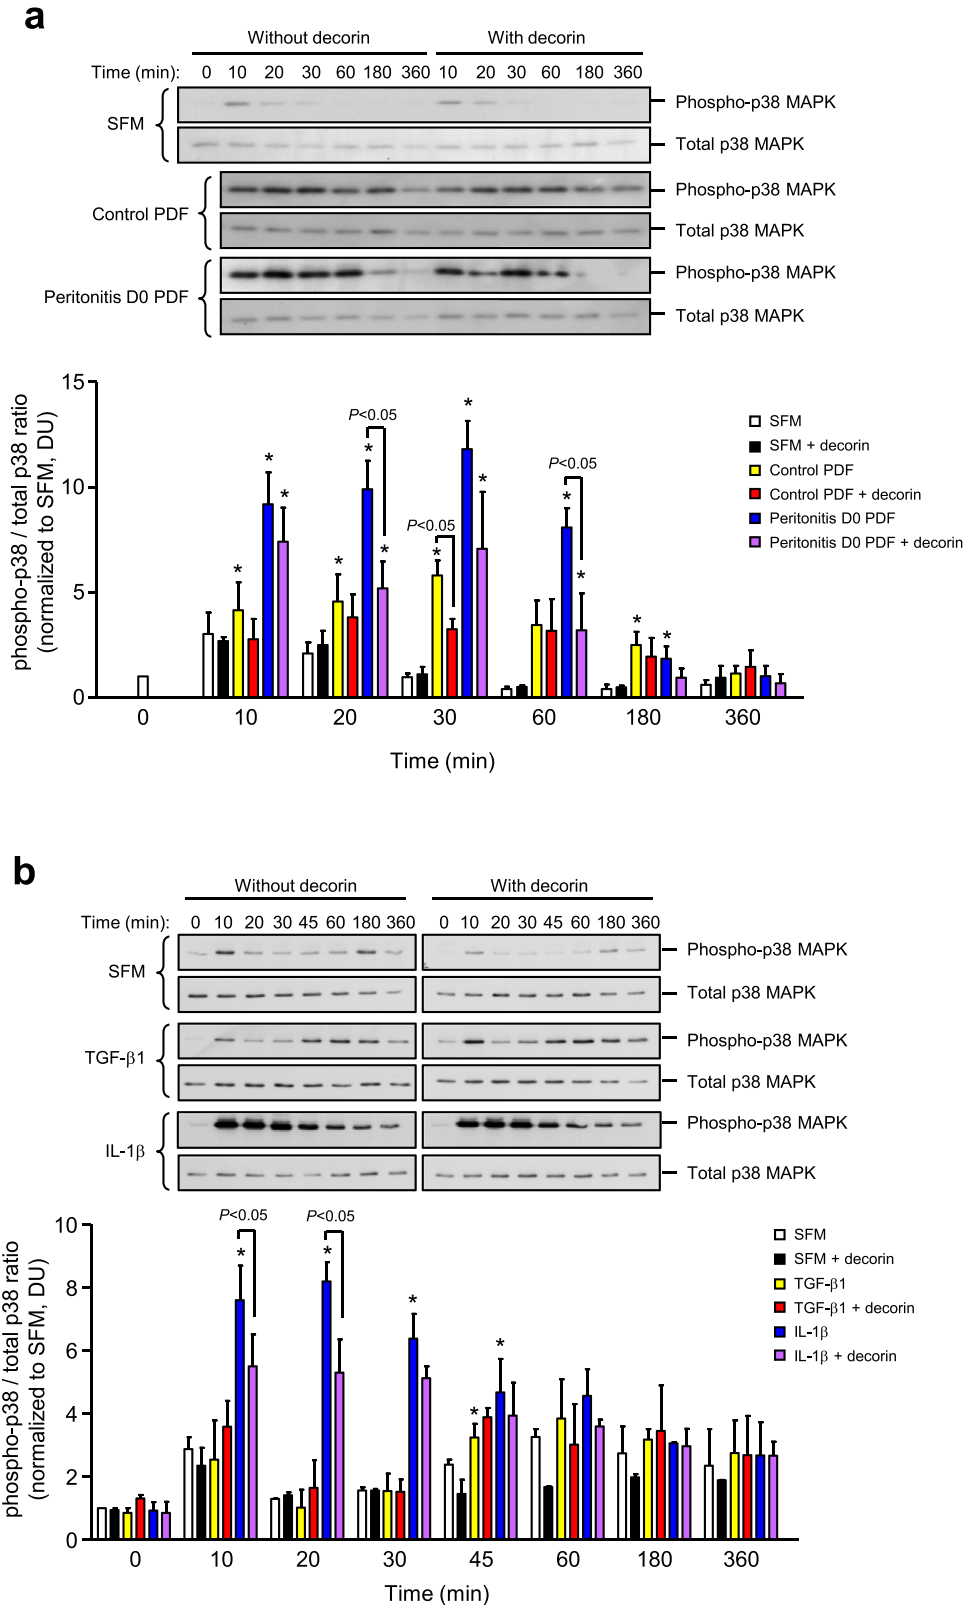 a
Without decorin
With decorin
Time (min): 0 10 20 30 60 180 360 10 20 30 60 180 360
SFM
Phospho-p38 MAPK
Total p38 MAPK
Control PDF
Phospho-p38 MAPK
Total p38 MAPK
Peritonitis D0 PDF
Phospho-p38 MAPK
Total p38 MAPK
phospho-p38 / total p38 ratio
(normalized to SFM, DU)
15
10
5
0
P<0.05
P<0.05
P<0.05
* * * * * * * * * * * * *
SFM
SFM + decorin
Control PDF
Control PDF + decorin
Peritonitis D0 PDF
Peritonitis D0 PDF + decorin
0 10 20 30 60 180 360
Time (min)
b
Without decorin
With decorin
Time (min): 0 10 20 30 45 60 180 360 0 10 20 30 45 60 180 360
SFM
Phospho-p38 MAPK
Total p38 MAPK
TGF-β1
Phospho-p38 MAPK
Total p38 MAPK
IL-1β
Phospho-p38 MAPK
Total p38 MAPK
phospho-p38 / total p38 ratio
(normalized to SFM, DU)
10
8
6
4
2
0
P<0.05
P<0.05
* * * * *
SFM
SFM + decorin
TGF-β1
TGF-β1 + decorin
IL-1β
IL-1β + decorin
0 10 20 30 45 60 180 360
Time (min)